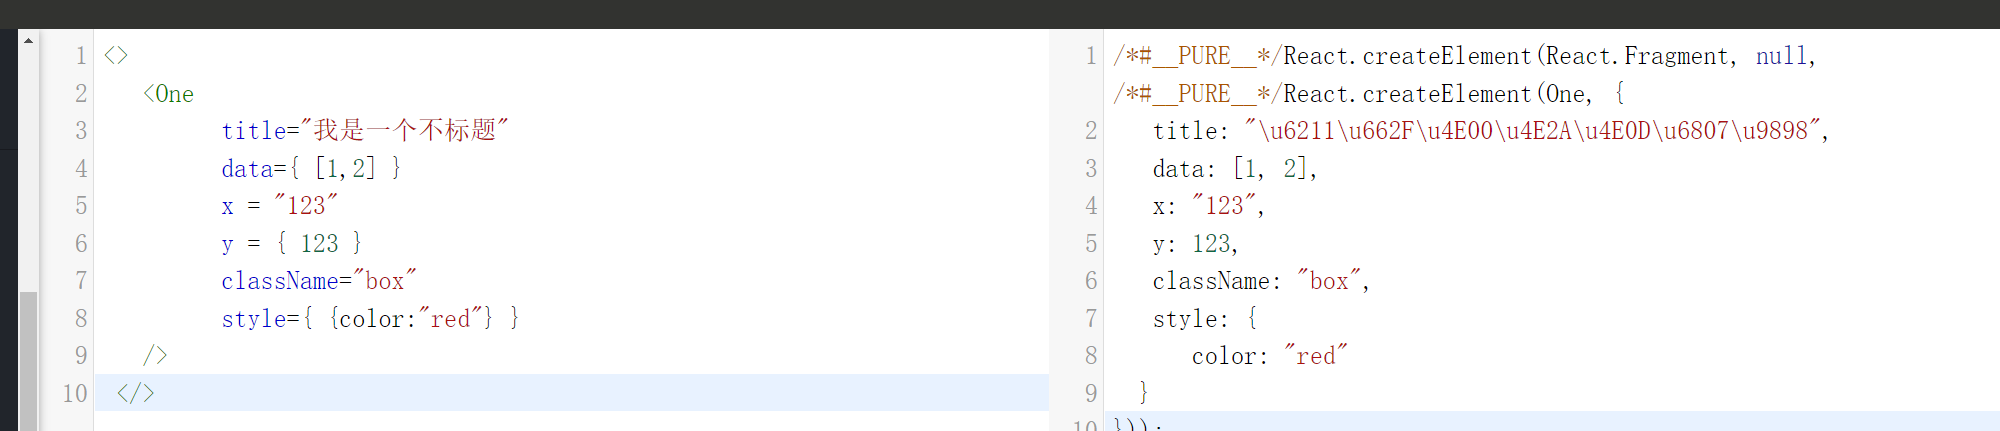 1 <>
2 <One
3 title="我是一个不标题"
4 data={ [1,2] }
5 x = "123"
6 y = { 123 }
7 className="box"
8 style={ {color:"red"} }
9 />
10 </>
1 /*#__PURE__*/React.createElement(React.Fragment, null,
/*#__PURE__*/React.createElement(One, {
2 title: "\u6211\u662F\u4E00\u4E2A\u4E0D\u6807\u9898",
3 data: [1, 2],
4 x: "123",
5 y: 123,
6 className: "box",
7 style: {
8 color: "red"
9 }
10 }));